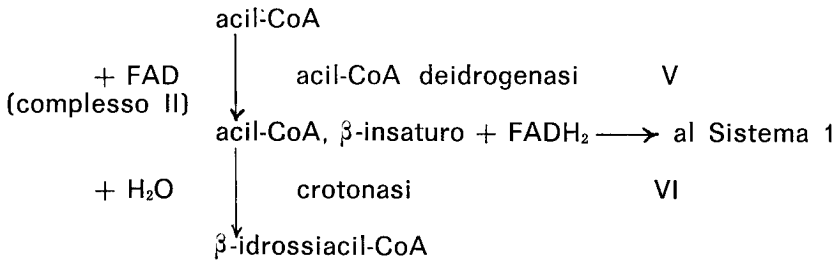 acil-CoA
+ FAD acil-CoA deidrogenasi V
(complesso II)
acil-CoA, β-insaturo + FADH₂ → al Sistema 1
+ H₂O crotonasi VI
β-idrossiacil-CoA